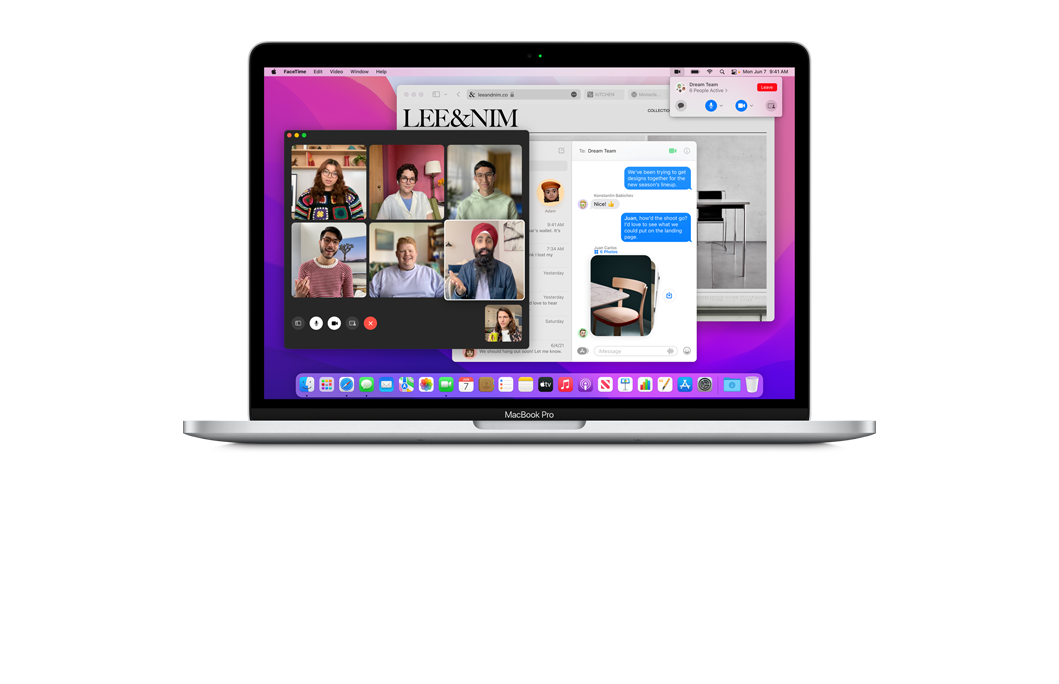 FaceTime Edit Video Window Help
Mon Jun 7 9:41 AM
Dream Team
6 People Active
Leave
leeandnim.co
KITCHEN
LEE&NIM
COLLECTIO
To: Dream Team
We've been trying to get
designs together for the
new season's lineup.
Nice! 👍
Juan, how'd the shoot go?
I'd love to see what we
could put on the landing
page.
Juan Carlos
6 Photos
iMessage
Adam
9:41 AM
's wallet. It's
7:34 AM
k I lost my
Yesterday
Yesterday
to hear
Saturday
6/4/21
We should hang out soon! Let me know.
7
tv
MacBook Pro